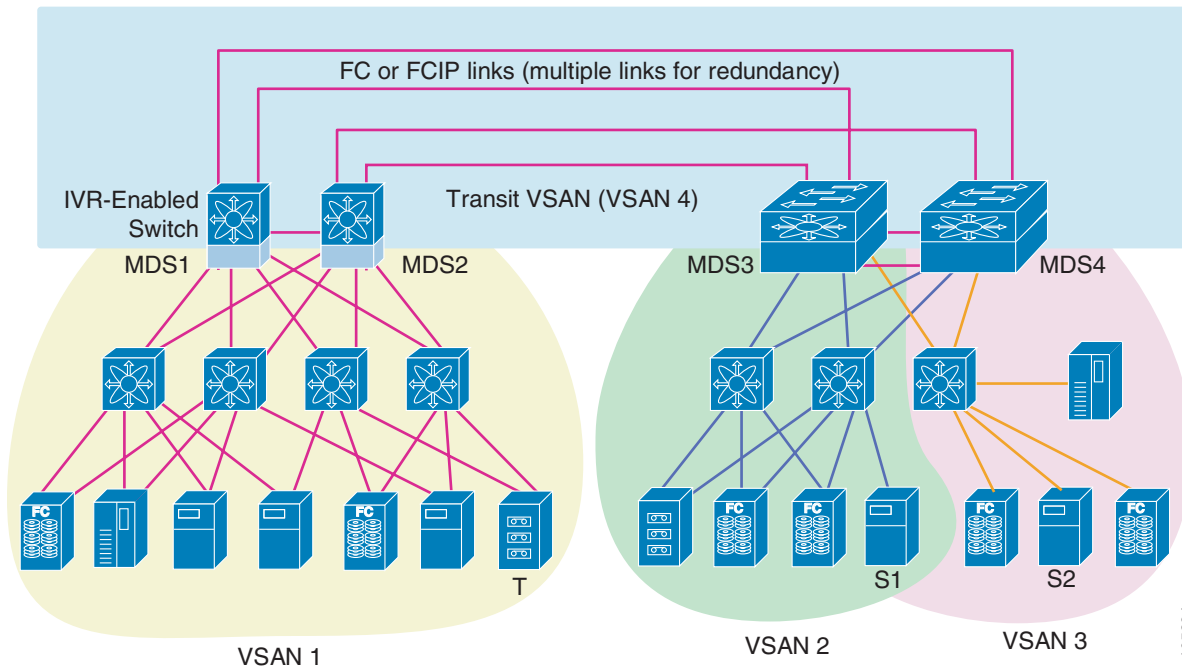 FC or FCIP links (multiple links for redundancy)
IVR-Enabled
Switch
Transit VSAN (VSAN 4)
MDS1
MDS2
MDS3
MDS4
FC
FC
FC
FC
FC
FC
T
S1
S2
VSAN 1
VSAN 2
VSAN 3